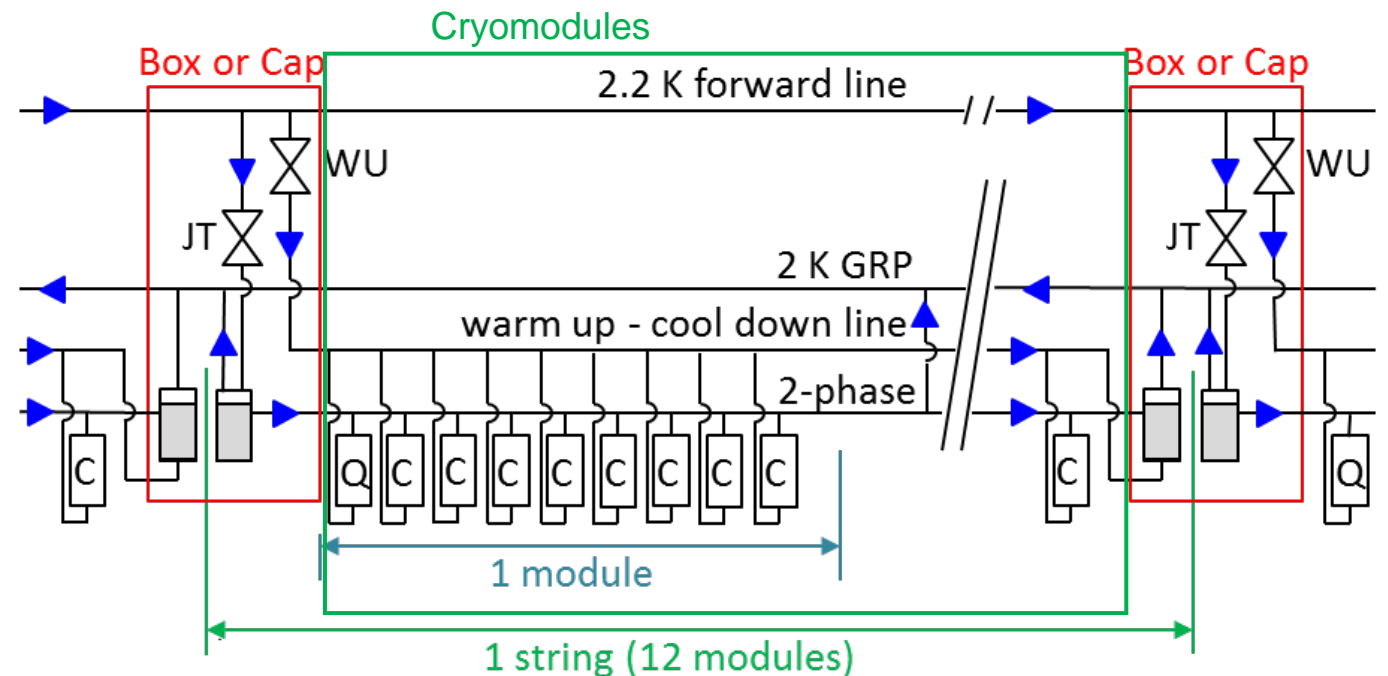 Cryomodules
Box or Cap
Box or Cap
2.2 K forward line
WU
WU
JT
JT
2 K GRP
warm up - cool down line
2-phase
C
Q
C
C
C
C
C
C
C
C
C
Q
1 module
1 string (12 modules)